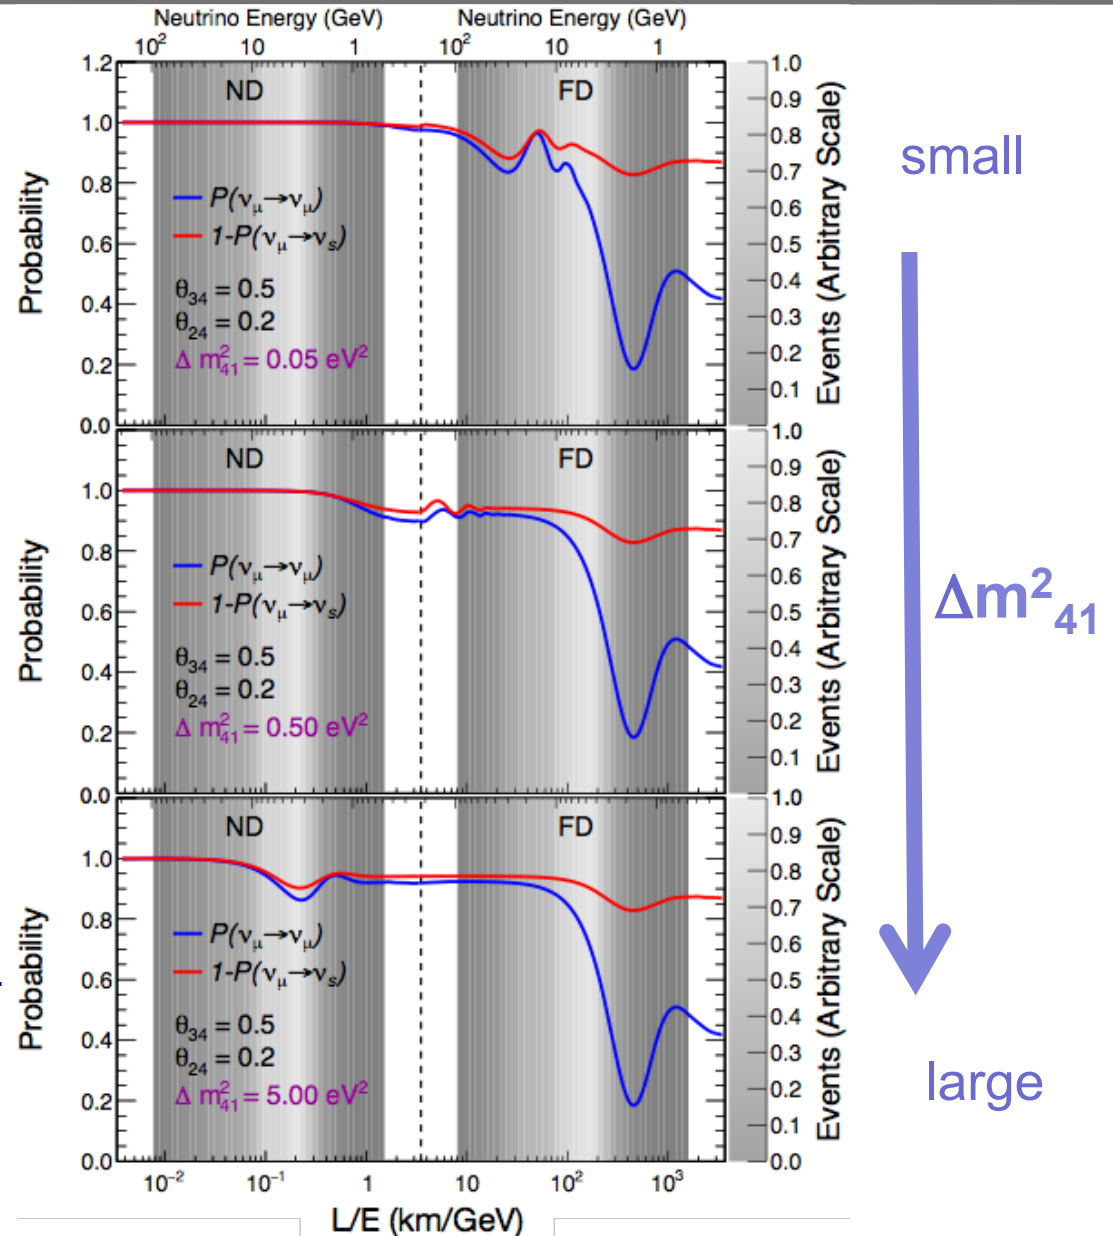 Neutrino Energy (GeV) Neutrino Energy (GeV)
10² 10 1 10² 10 1
1.2 1.0 0.8 0.6 0.4 0.2 0.0
Probability
ND FD
P(νμ→νμ)
1-P(νμ→νs)
θ34 = 0.5
θ24 = 0.2
Δ m²41 = 0.05 eV²
1.0 0.9 0.8 0.7 0.6 0.5 0.4 0.3 0.2 0.1
Events (Arbitrary Scale)
1.0 0.8 0.6 0.4 0.2 0.0
Probability
ND FD
P(νμ→νμ)
1-P(νμ→νs)
θ34 = 0.5
θ24 = 0.2
Δ m²41 = 0.50 eV²
1.0 0.9 0.8 0.7 0.6 0.5 0.4 0.3 0.2 0.1
Events (Arbitrary Scale)
1.0 0.8 0.6 0.4 0.2 0.0
Probability
ND FD
P(νμ→νμ)
1-P(νμ→νs)
θ34 = 0.5
θ24 = 0.2
Δ m²41 = 5.00 eV²
1.0 0.9 0.8 0.7 0.6 0.5 0.4 0.3 0.2 0.1 0.0
Events (Arbitrary Scale)
10⁻² 10⁻¹ 1 10 10² 10³
L/E (km/GeV)
small
Δm²41
large